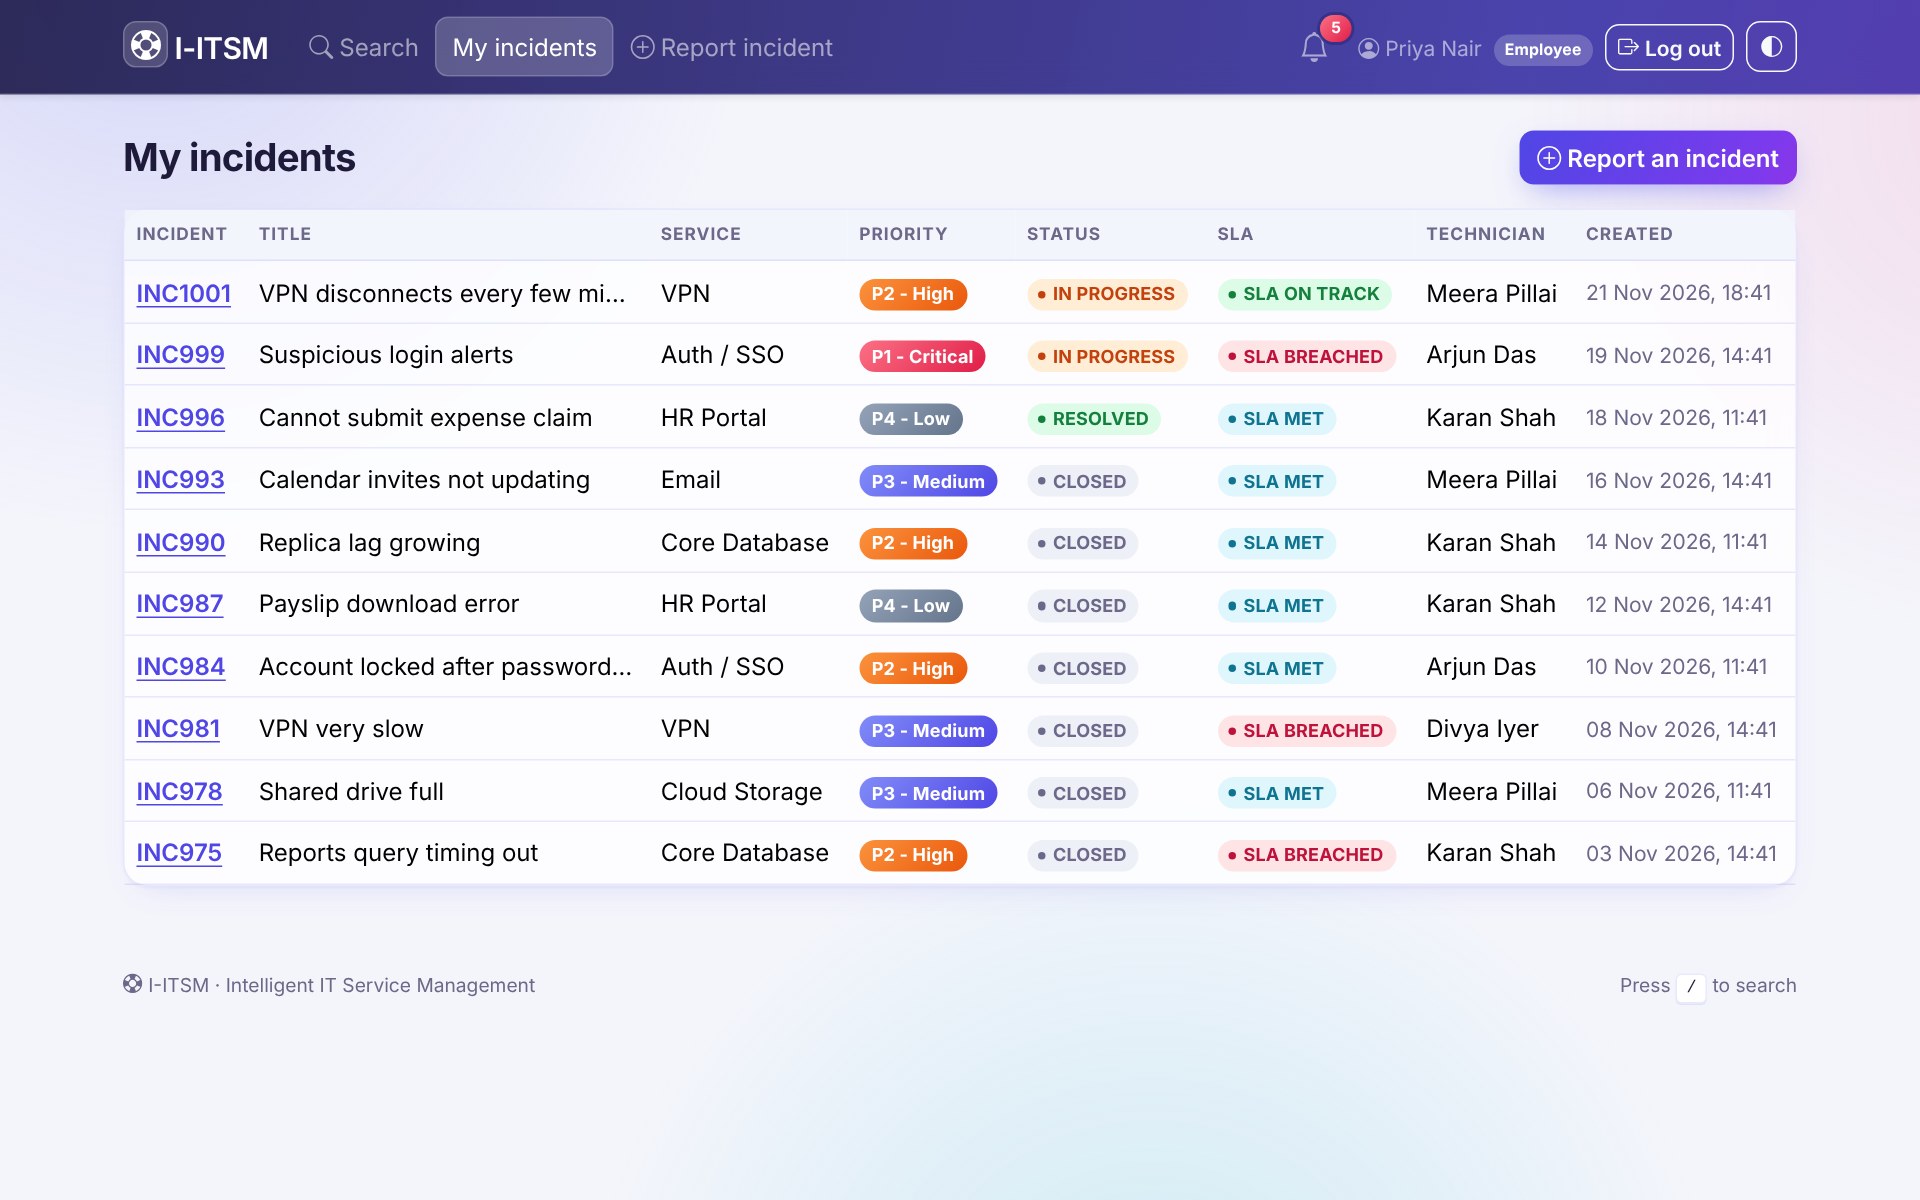 I-ITSM Search My incidents Report incident 5 Priya Nair Employee Log out
My incidents Report an incident
INCIDENT TITLE SERVICE PRIORITY STATUS SLA TECHNICIAN CREATED
INC1001 VPN disconnects every few mi... VPN P2 - High IN PROGRESS SLA ON TRACK Meera Pillai 21 Nov 2026, 18:41
INC999 Suspicious login alerts Auth / SSO P1 - Critical IN PROGRESS SLA BREACHED Arjun Das 19 Nov 2026, 14:41
INC996 Cannot submit expense claim HR Portal P4 - Low RESOLVED SLA MET Karan Shah 18 Nov 2026, 11:41
INC993 Calendar invites not updating Email P3 - Medium CLOSED SLA MET Meera Pillai 16 Nov 2026, 14:41
INC990 Replica lag growing Core Database P2 - High CLOSED SLA MET Karan Shah 14 Nov 2026, 11:41
INC987 Payslip download error HR Portal P4 - Low CLOSED SLA MET Karan Shah 12 Nov 2026, 14:41
INC984 Account locked after password... Auth / SSO P2 - High CLOSED SLA MET Arjun Das 10 Nov 2026, 11:41
INC981 VPN very slow VPN P3 - Medium CLOSED SLA BREACHED Divya Iyer 08 Nov 2026, 14:41
INC978 Shared drive full Cloud Storage P3 - Medium CLOSED SLA MET Meera Pillai 06 Nov 2026, 11:41
INC975 Reports query timing out Core Database P2 - High CLOSED SLA BREACHED Karan Shah 03 Nov 2026, 14:41
I-ITSM · Intelligent IT Service Management Press / to search